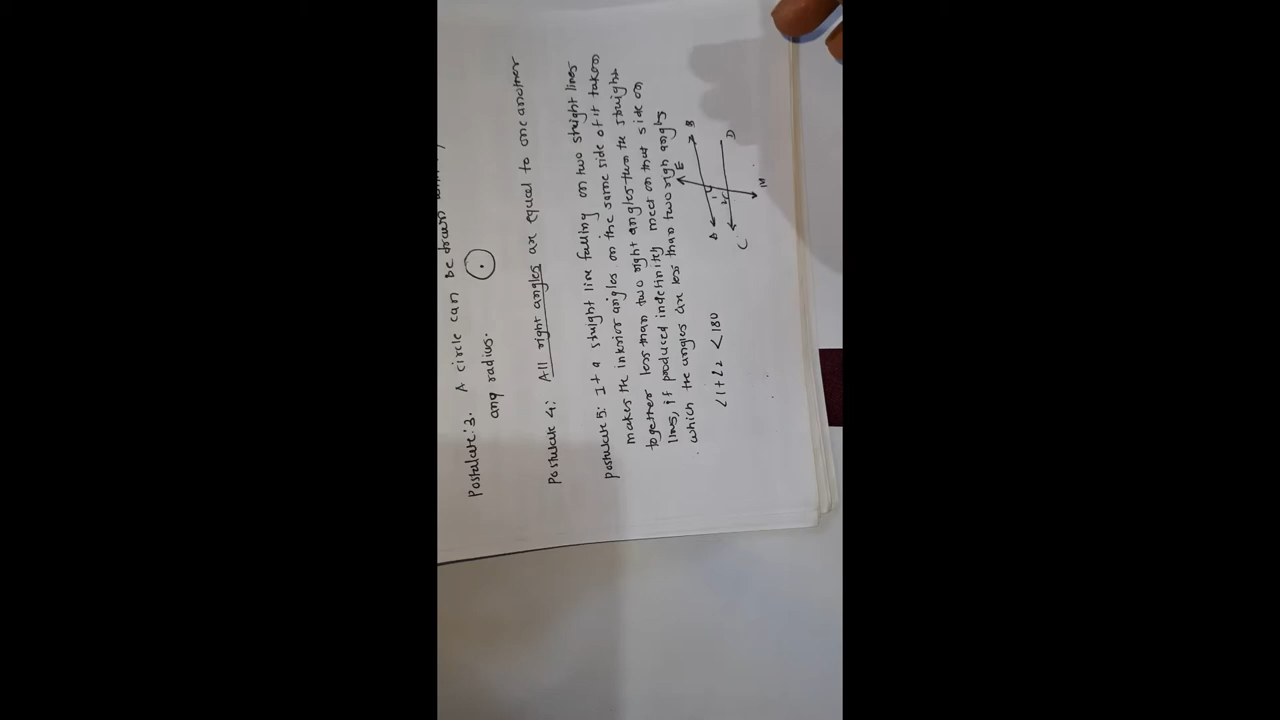 Postulate:3. A circle can be drawn
any radius.
Postulate 4: All right angles are equal to one another
postulate 5: If a straight line falling on two straight lines
makes the interior angles on the same side of it taken
together less than two right angles then the straight
lines, if produced indefinitely meet on that side on
which the angles are less than two righ angles
∠1+∠2 < 180
E
B
A
1
2
C
D